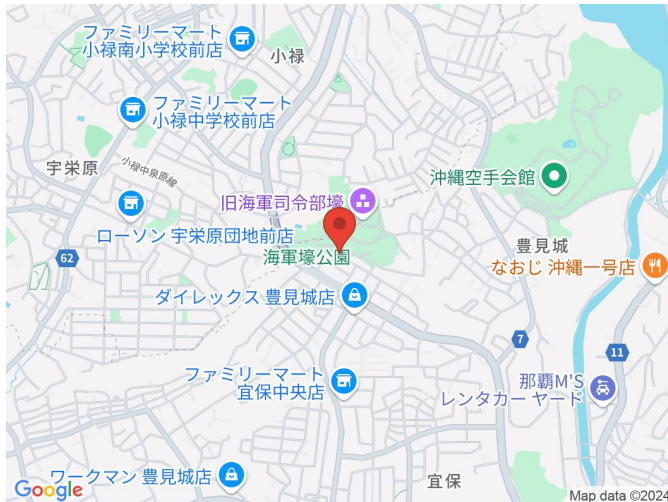 ファミリーマート
小禄南小学校前店
小禄
ファミリーマート
小禄中学校前店
宇栄原
小禄中泉原線
沖縄空手会館
旧海軍司令部壕
ローソン 宇栄原団地前店
豊見城
海軍壕公園
62
なおじ 沖縄一号店
ダイレックス 豊見城店
7
11
ファミリーマート
宜保中央店
那覇M'S
レンタカー ヤード
ワークマン 豊見城店
宜保
Google
Map data ©2024